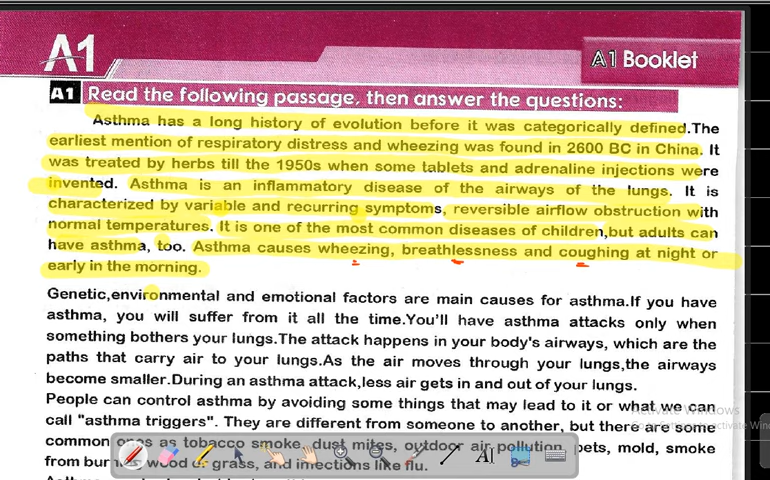 A1
A1 Booklet
A1 Read the following passage, then answer the questions:
Asthma has a long history of evolution before it was categorically defined.The
earliest mention of respiratory distress and wheezing was found in 2600 BC in China. It
was treated by herbs till the 1950s when some tablets and adrenaline injections were
invented. Asthma is an inflammatory disease of the airways of the lungs. It is
characterized by variable and recurring symptoms, reversible airflow obstruction with
normal temperatures. It is one of the most common diseases of children,but adults can
have asthma, too. Asthma causes wheezing, breathlessness and coughing at night or
early in the morning.
Genetic,environmental and emotional factors are main causes for asthma.If you have
asthma, you will suffer from it all the time.You'll have asthma attacks only when
something bothers your lungs.The attack happens in your body's airways, which are the
paths that carry air to your lungs.As the air moves through your lungs,the airways
become smaller.During an asthma attack,less air gets in and out of your lungs.
People can control asthma by avoiding some things that may lead to it or what we can
call "asthma triggers". They are different from someone to another, but there are some
common ones as tobacco smoke, dust mites, outdoor air pollution, pets, mold, smoke
from wood or grass, and infections like flu.
Activate Windows